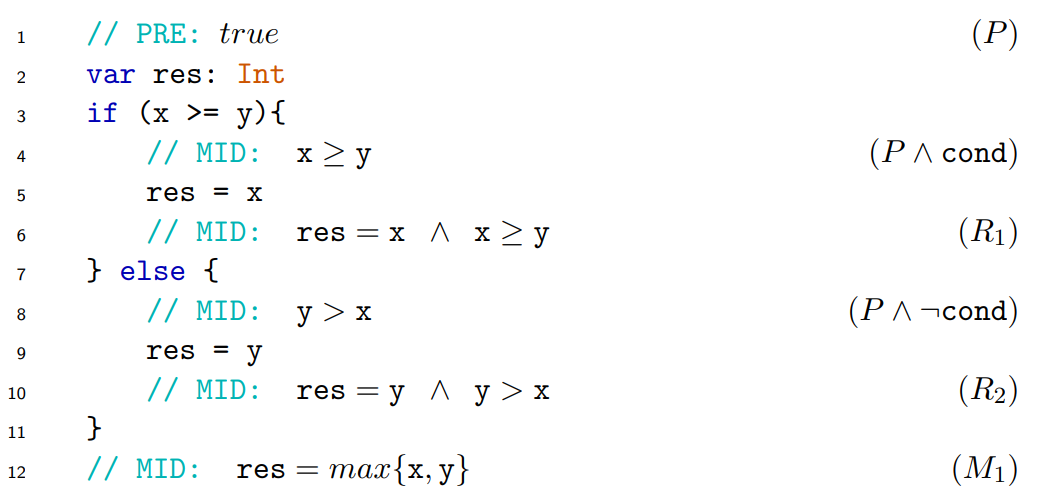 1 // PRE: true (P)
2 var res: Int
3 if (x >= y){
4 // MID: x ≥ y (P ∧ cond)
5 res = x
6 // MID: res = x ∧ x ≥ y (R₁)
7 } else {
8 // MID: y > x (P ∧ ¬cond)
9 res = y
10 // MID: res = y ∧ y > x (R₂)
11 }
12 // MID: res = max{x, y} (M₁)